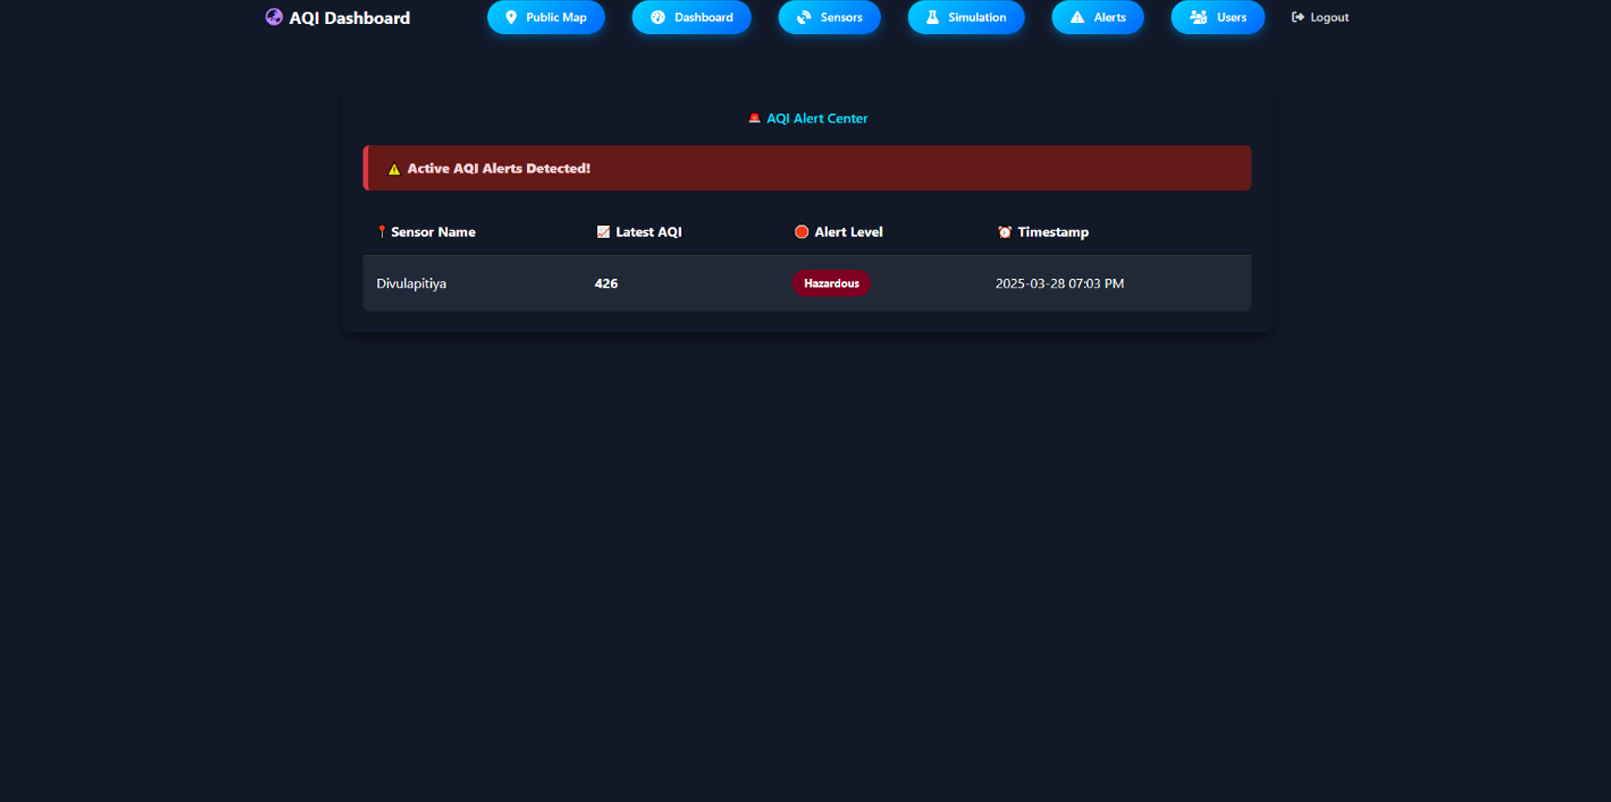 AQI Dashboard Public Map Dashboard Sensors Simulation Alerts Users Logout
AQI Alert Center
Active AQI Alerts Detected!
Sensor Name Latest AQI Alert Level Timestamp
Divulapitiya 426 Hazardous 2025-03-28 07:03 PM